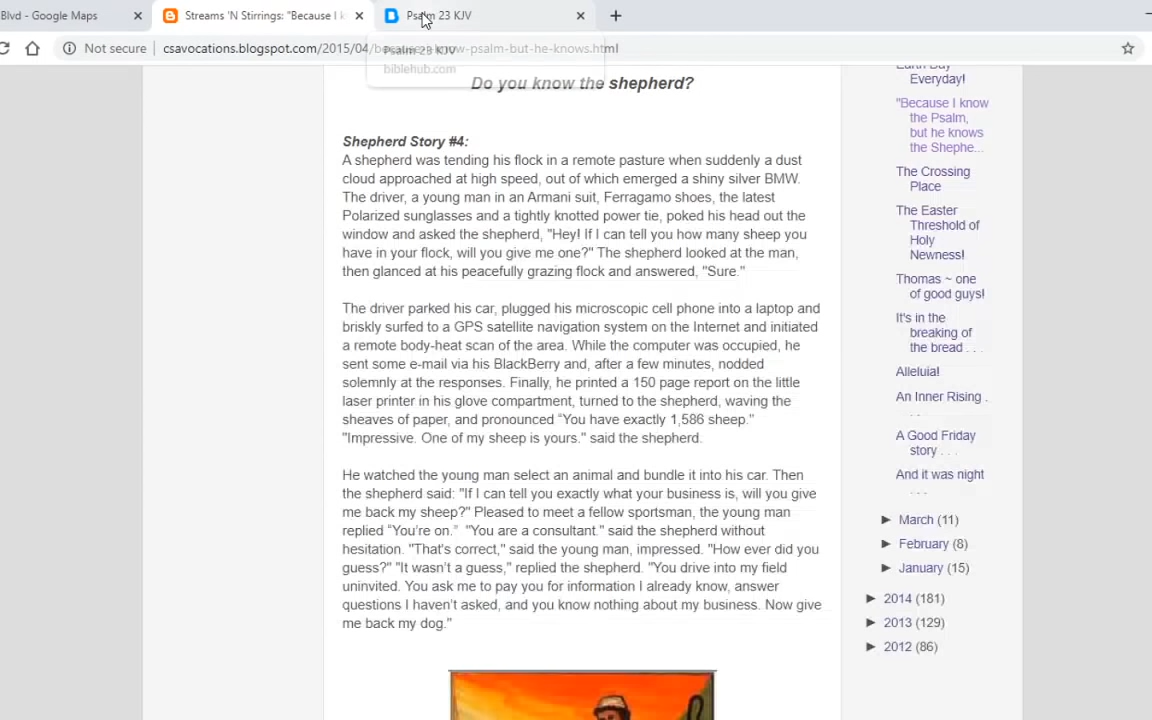 Blvd - Google Maps
Streams 'N Stirrings: "Because I k
Psalm 23 KJV
Not secure
csavocations.blogspot.com/2015/04/because-i-know-psalm-but-he-knows.html
Psalm 23 KJV
biblehub.com
Do you know the shepherd?
Shepherd Story #4:
A shepherd was tending his flock in a remote pasture when suddenly a dust
cloud approached at high speed, out of which emerged a shiny silver BMW.
The driver, a young man in an Armani suit, Ferragamo shoes, the latest
Polarized sunglasses and a tightly knotted power tie, poked his head out the
window and asked the shepherd, "Hey! If I can tell you how many sheep you
have in your flock, will you give me one?" The shepherd looked at the man,
then glanced at his peacefully grazing flock and answered, "Sure."
The driver parked his car, plugged his microscopic cell phone into a laptop and
briskly surfed to a GPS satellite navigation system on the Internet and initiated
a remote body-heat scan of the area. While the computer was occupied, he
sent some e-mail via his BlackBerry and, after a few minutes, nodded
solemnly at the responses. Finally, he printed a 150 page report on the little
laser printer in his glove compartment, turned to the shepherd, waving the
sheaves of paper, and pronounced “You have exactly 1,586 sheep."
"Impressive. One of my sheep is yours." said the shepherd.
He watched the young man select an animal and bundle it into his car. Then
the shepherd said: "If I can tell you exactly what your business is, will you give
me back my sheep?" Pleased to meet a fellow sportsman, the young man
replied “You're on.” "You are a consultant." said the shepherd without
hesitation. "That's correct," said the young man, impressed. "How ever did you
guess?" "It wasn't a guess," replied the shepherd. "You drive into my field
uninvited. You ask me to pay you for information I already know, answer
questions I haven't asked, and you know nothing about my business. Now give
me back my dog."
Earth Day
Everyday!
"Because I know
the Psalm,
but he knows
the Shephe...
The Crossing
Place
The Easter
Threshold of
Holy
Newness!
Thomas ~ one
of good guys!
It's in the
breaking of
the bread . . .
Alleluia!
An Inner Rising .
. .
A Good Friday
story . . .
And it was night
. . .
► March (11)
► February (8)
► January (15)
► 2014 (181)
► 2013 (129)
► 2012 (86)